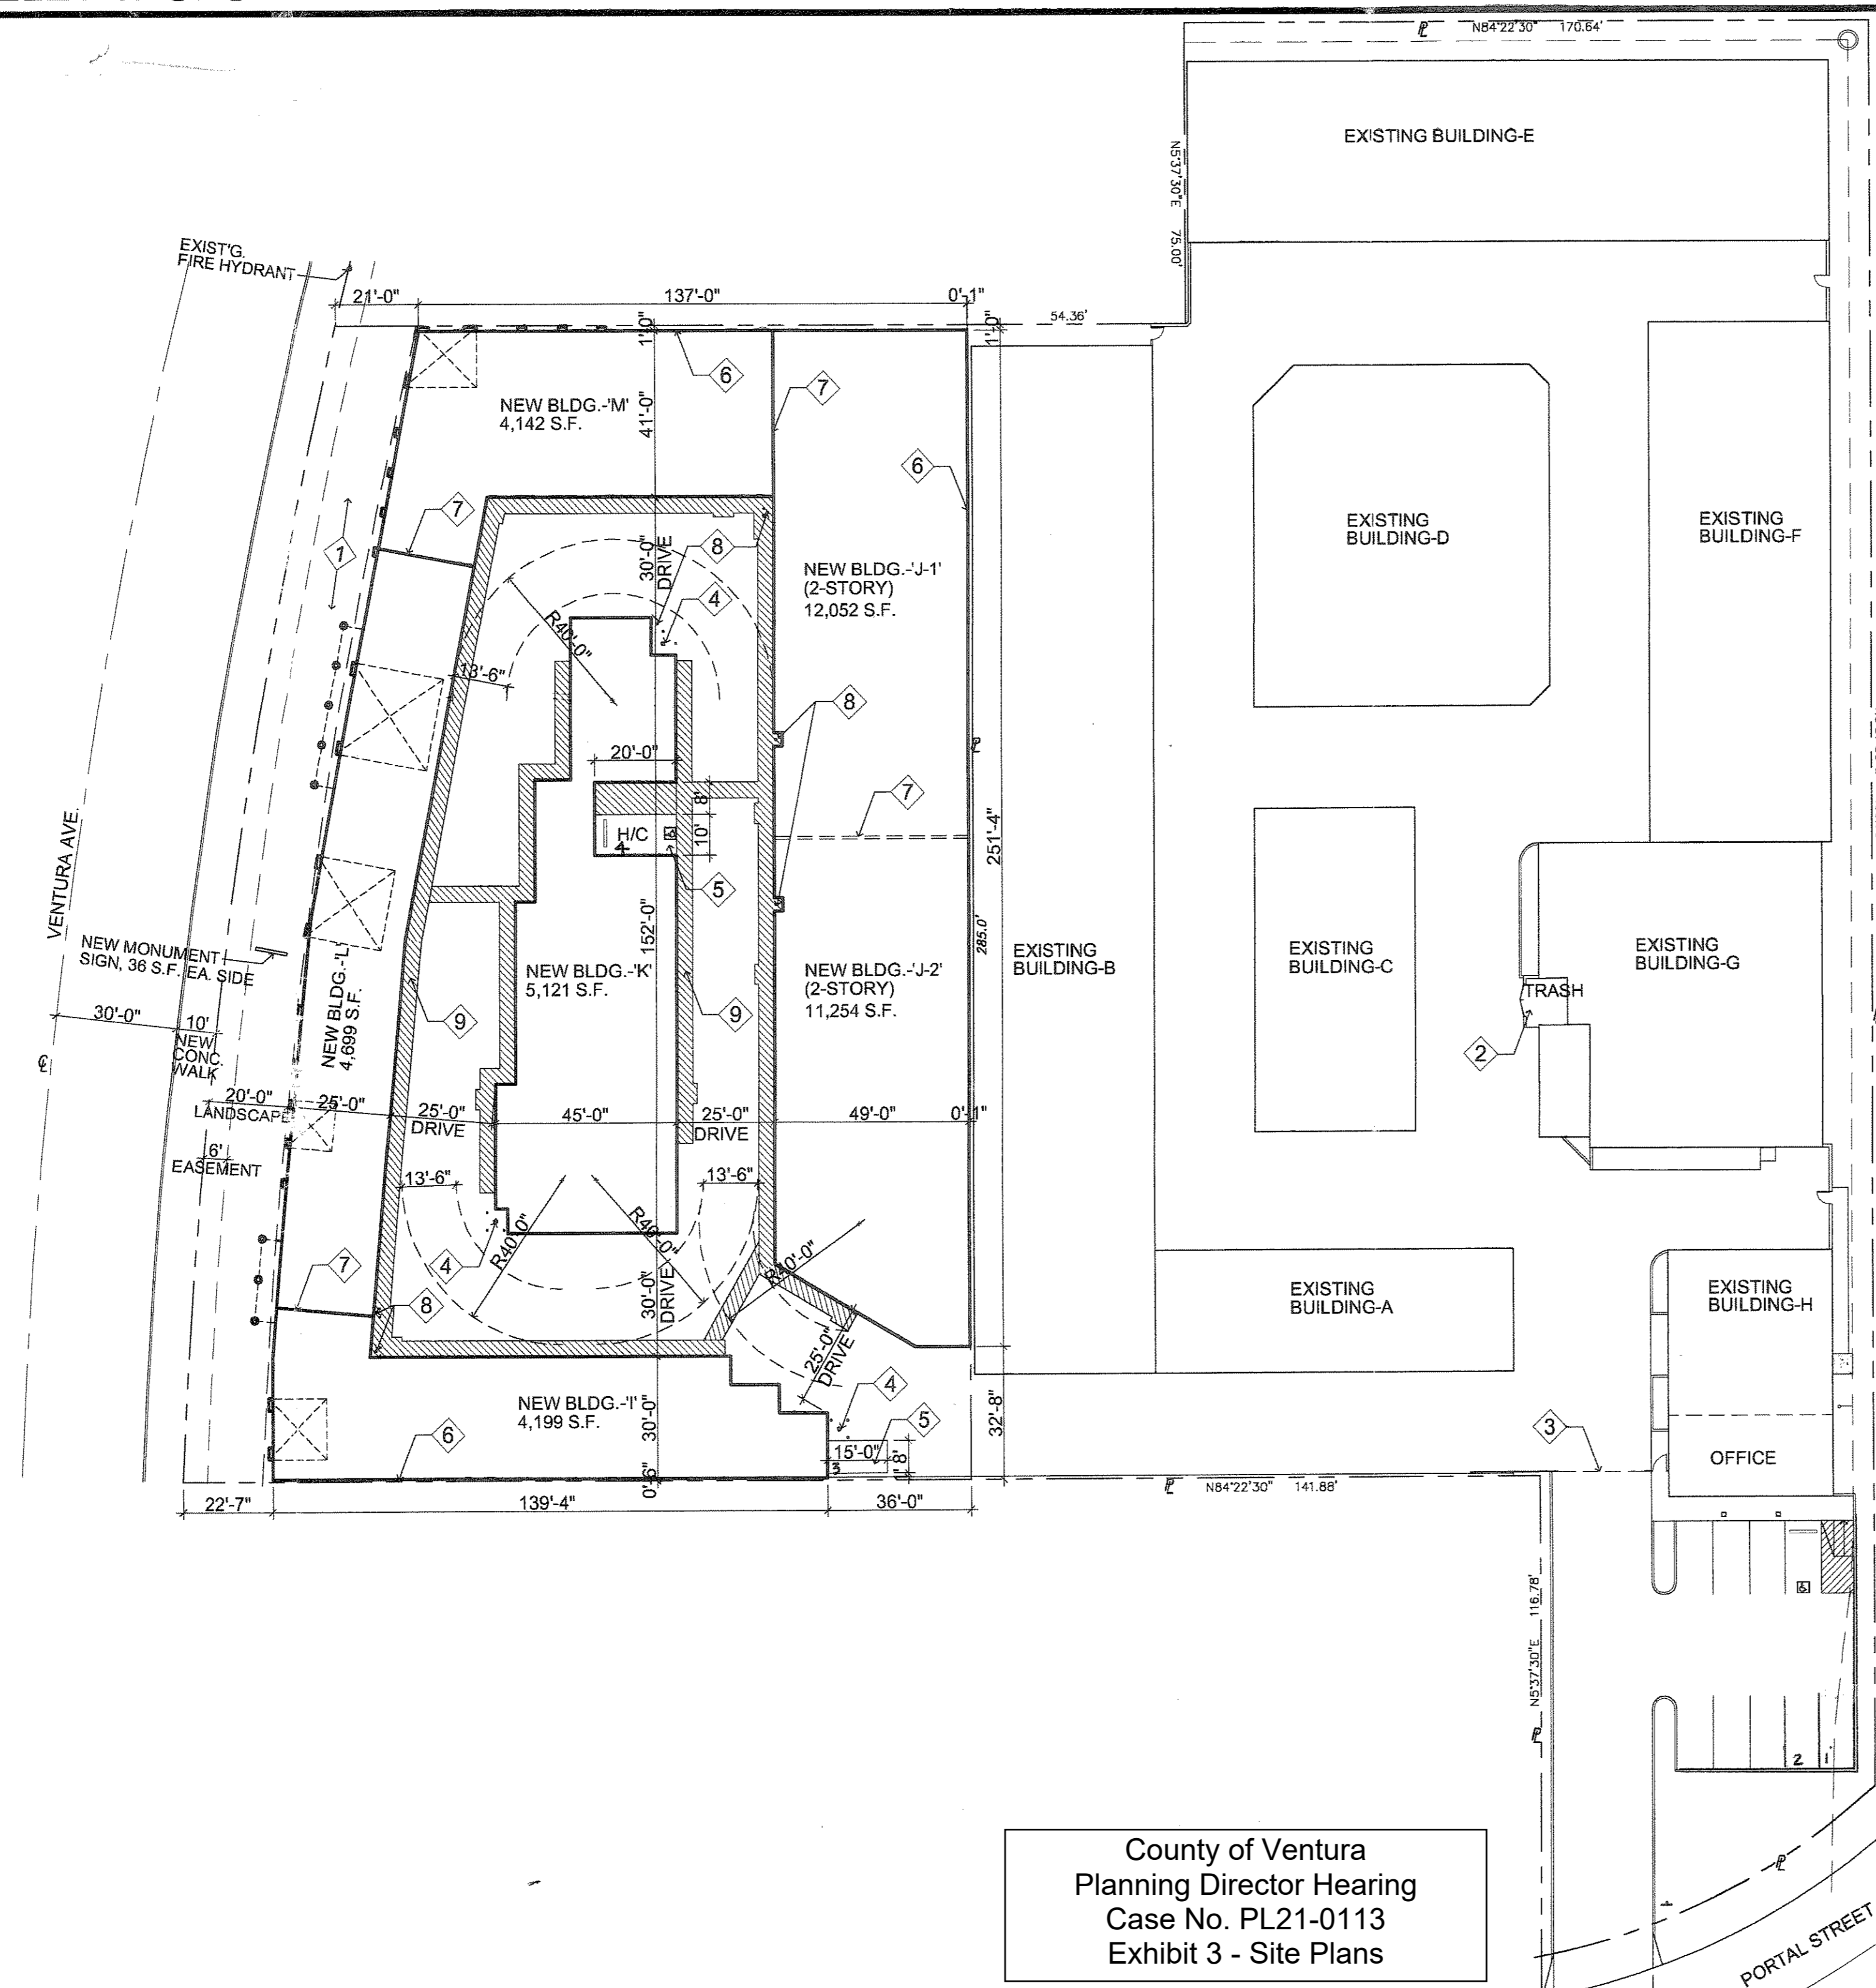 N84°22'30" 170.64'
EXISTING BUILDING-E
N5°37'30"E 75.00'
EXIST'G.
FIRE HYDRANT
21'-0"
137'-0"
0'-1"
54.36'
1'-0"
1'-0"
6
7
NEW BLDG.-'M'
4,142 S.F.
41'-0"
6
7
1
EXISTING
BUILDING-D
EXISTING
BUILDING-F
8
30'-0"
DRIVE
NEW BLDG.-'J-1'
(2-STORY)
12,052 S.F.
4
R40'-0"
13'-6"
8
20'-0"
8'
7
H/C
4
10'
5
251'-4"
VENTURA AVE.
NEW MONUMENT
SIGN, 36 S.F. EA. SIDE
NEW BLDG.-'L'
4,699 S.F.
152'-0"
285.0'
NEW BLDG.-'K'
5,121 S.F.
NEW BLDG.-'J-2'
(2-STORY)
11,254 S.F.
EXISTING
BUILDING-B
EXISTING
BUILDING-C
EXISTING
BUILDING-G
TRASH
2
9
9
30'-0"
10'
NEW
CONC.
WALK
20'-0"
LANDSCAPE
25'-0"
25'-0"
DRIVE
45'-0"
25'-0"
DRIVE
49'-0"
0'-1"
6'
EASEMENT
13'-6"
13'-6"
4
R40'-0"
R40'-0"
R40'-0"
7
8
30'-0"
DRIVE
25'-0"
DRIVE
EXISTING
BUILDING-A
EXISTING
BUILDING-H
NEW BLDG.-'I'
4,199 S.F.
30'-0"
6
4
5
15'-0"
3
8'
32'-8"
3
OFFICE
0'-6"
22'-7"
139'-4"
36'-0"
N84°22'30" 141.88'
N5°37'30"E 116.78'
2
1
County of Ventura
Planning Director Hearing
Case No. PL21-0113
Exhibit 3 - Site Plans
PORTAL STREET